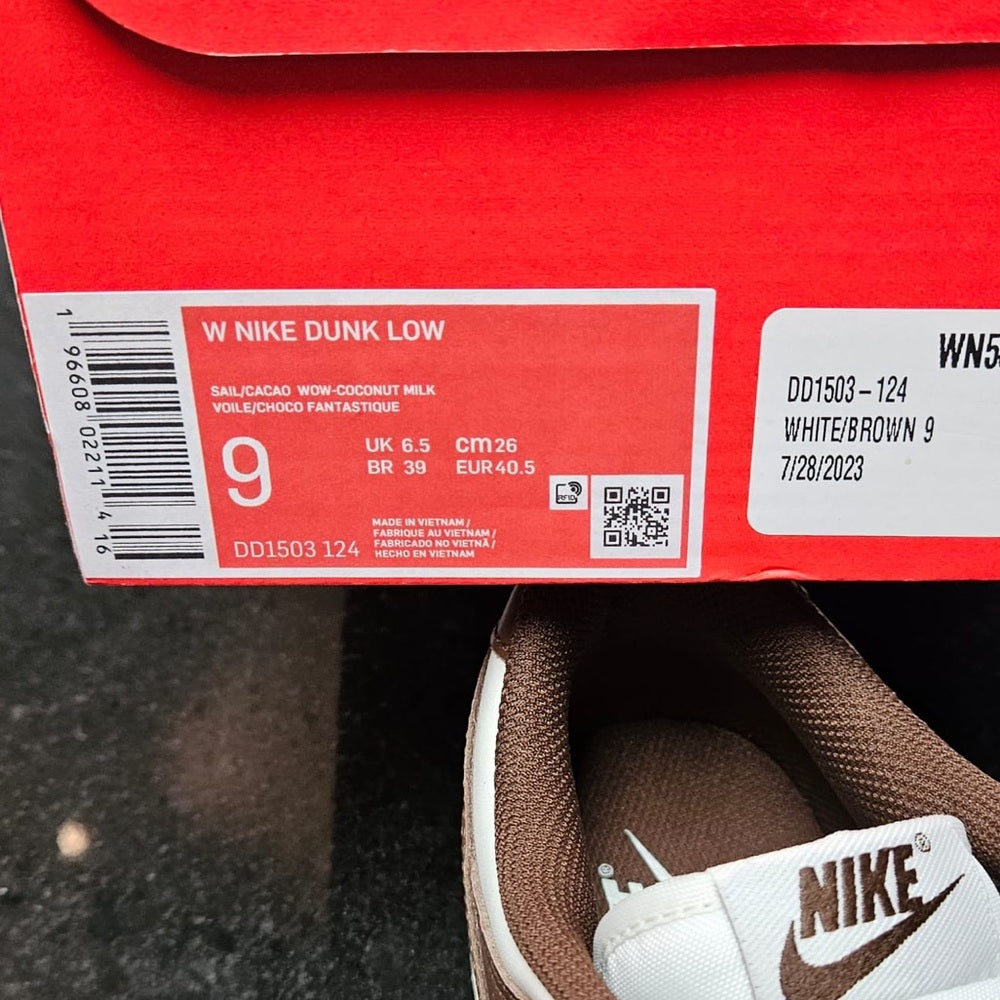 W NIKE DUNK LOW
SAIL/CACAO WOW-COCONUT MILK
VOILE/CHOCO FANTASTIQUE
9
UK 6.5 cm 26
BR 39 EUR 40.5
RFID
MADE IN VIETNAM /
FABRIQUE AU VIETNAM /
FABRICADO NO VIETNÃ /
HECHO EN VIETNAM
DD1503 124
1 96608 02211 4 16
WN5
DD1503-124
WHITE/BROWN 9
7/28/2023
NIKE®